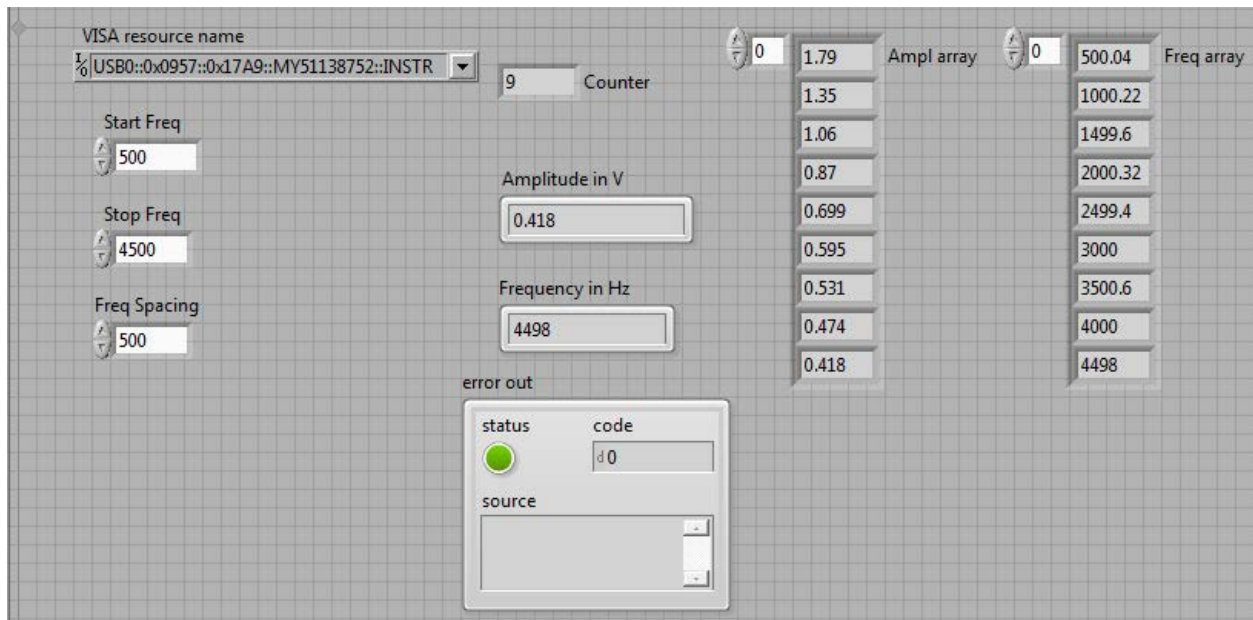 VISA resource name
USB0::0x0957::0x17A9::MY51138752::INSTR
Start Freq
500
Stop Freq
4500
Freq Spacing
500
9 Counter
Amplitude in V
0.418
Frequency in Hz
4498
error out
status code
d 0
source
0 1.79 Ampl array
1.35
1.06
0.87
0.699
0.595
0.531
0.474
0.418
0 500.04 Freq array
1000.22
1499.6
2000.32
2499.4
3000
3500.6
4000
4498